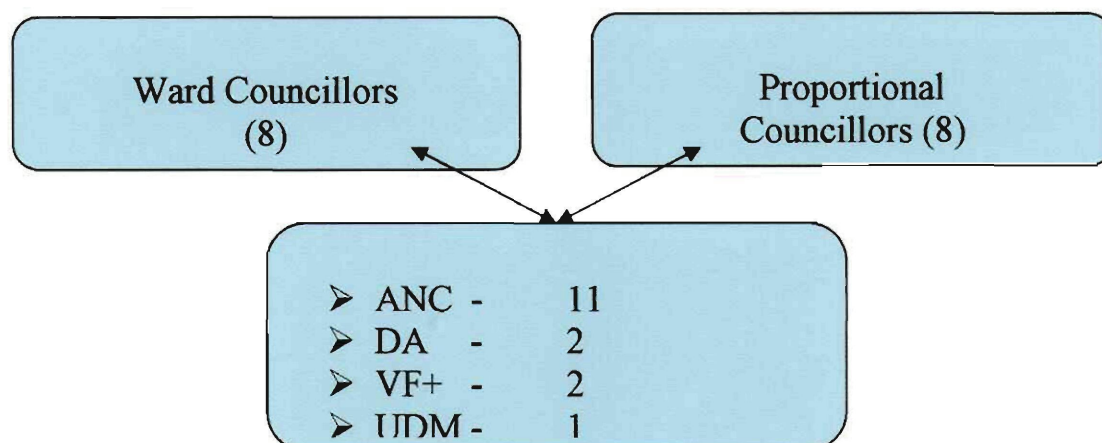 Ward Councillors
(8)
Proportional
Councillors (8)
➢ ANC - 11
➢ DA - 2
➢ VF+ - 2
➢ UDM - 1